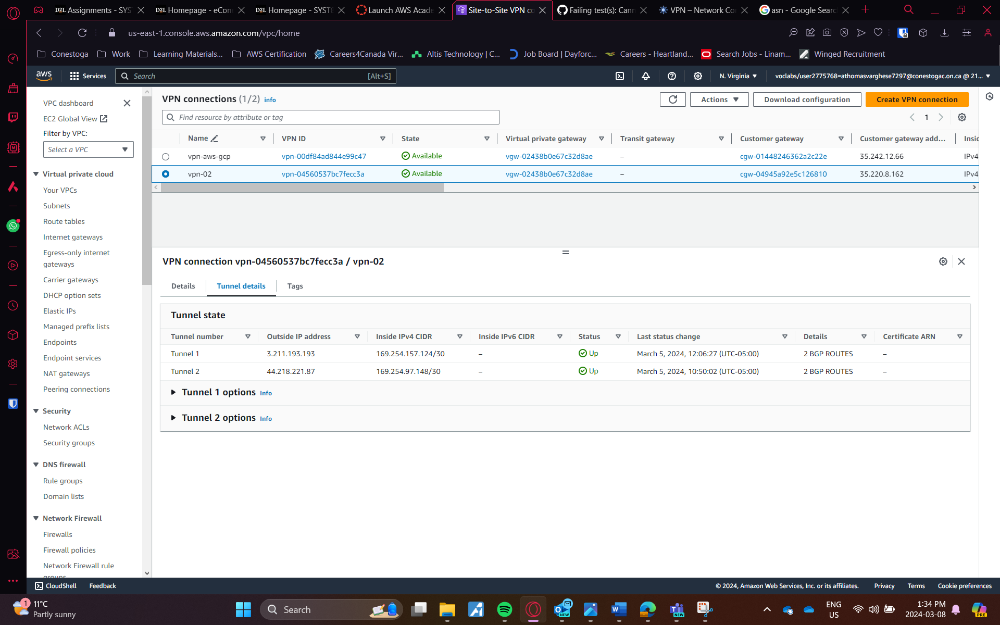 Assignments - SYS
Homepage - eCon
Homepage - SYST8
Launch AWS Acade
Site-to-Site VPN co
Failing test(s): Cann
VPN – Network Co
asn - Google Searc
us-east-1.console.aws.amazon.com/vpc/home
Conestoga
Work
Learning Materials...
AWS Certification
Careers4Canada Vir...
Altis Technology | C...
Job Board | Dayforc...
Careers - Heartland...
Search Jobs - Linam...
Winged Recruitment
aws
Services
Search
[Alt+S]
N. Virginia
voclabs/user2775768=athomasvarghese7297@conestogac.on.ca @ 21...
VPC dashboard
EC2 Global View
Filter by VPC:
Select a VPC
Virtual private cloud
Your VPCs
Subnets
Route tables
Internet gateways
Egress-only internet
gateways
Carrier gateways
DHCP option sets
Elastic IPs
Managed prefix lists
Endpoints
Endpoint services
NAT gateways
Peering connections
Security
Network ACLs
Security groups
DNS firewall
Rule groups
Domain lists
Network Firewall
Firewalls
Firewall policies
Network Firewall rule
groups
VPN connections (1/2) Info
Actions
Download configuration
Create VPN connection
Find resource by attribute or tag
1
Name VPN ID State Virtual private gateway Transit gateway Customer gateway Customer gateway add... Insid
vpn-aws-gcp vpn-00df84ad844e99c47 Available vgw-02438b0e67c32d8ae – cgw-01448246362a2c22e 35.242.12.66 IPv4
vpn-02 vpn-04560537bc7fecc3a Available vgw-02438b0e67c32d8ae – cgw-04945a92e5c126810 35.220.8.162 IPv4
VPN connection vpn-04560537bc7fecc3a / vpn-02
Details
Tunnel details
Tags
Tunnel state
Tunnel number Outside IP address Inside IPv4 CIDR Inside IPv6 CIDR Status Last status change Details Certificate ARN
Tunnel 1 3.211.193.193 169.254.157.124/30 – Up March 5, 2024, 12:06:27 (UTC-05:00) 2 BGP ROUTES –
Tunnel 2 44.218.221.87 169.254.97.148/30 – Up March 5, 2024, 10:50:02 (UTC-05:00) 2 BGP ROUTES –
Tunnel 1 options Info
Tunnel 2 options Info
CloudShell
Feedback
© 2024, Amazon Web Services, Inc. or its affiliates.
Privacy
Terms
Cookie preferences
1
11°C
Partly sunny
Search
NEW
NEW
ENG
US
1:34 PM
2024-03-08
PRE